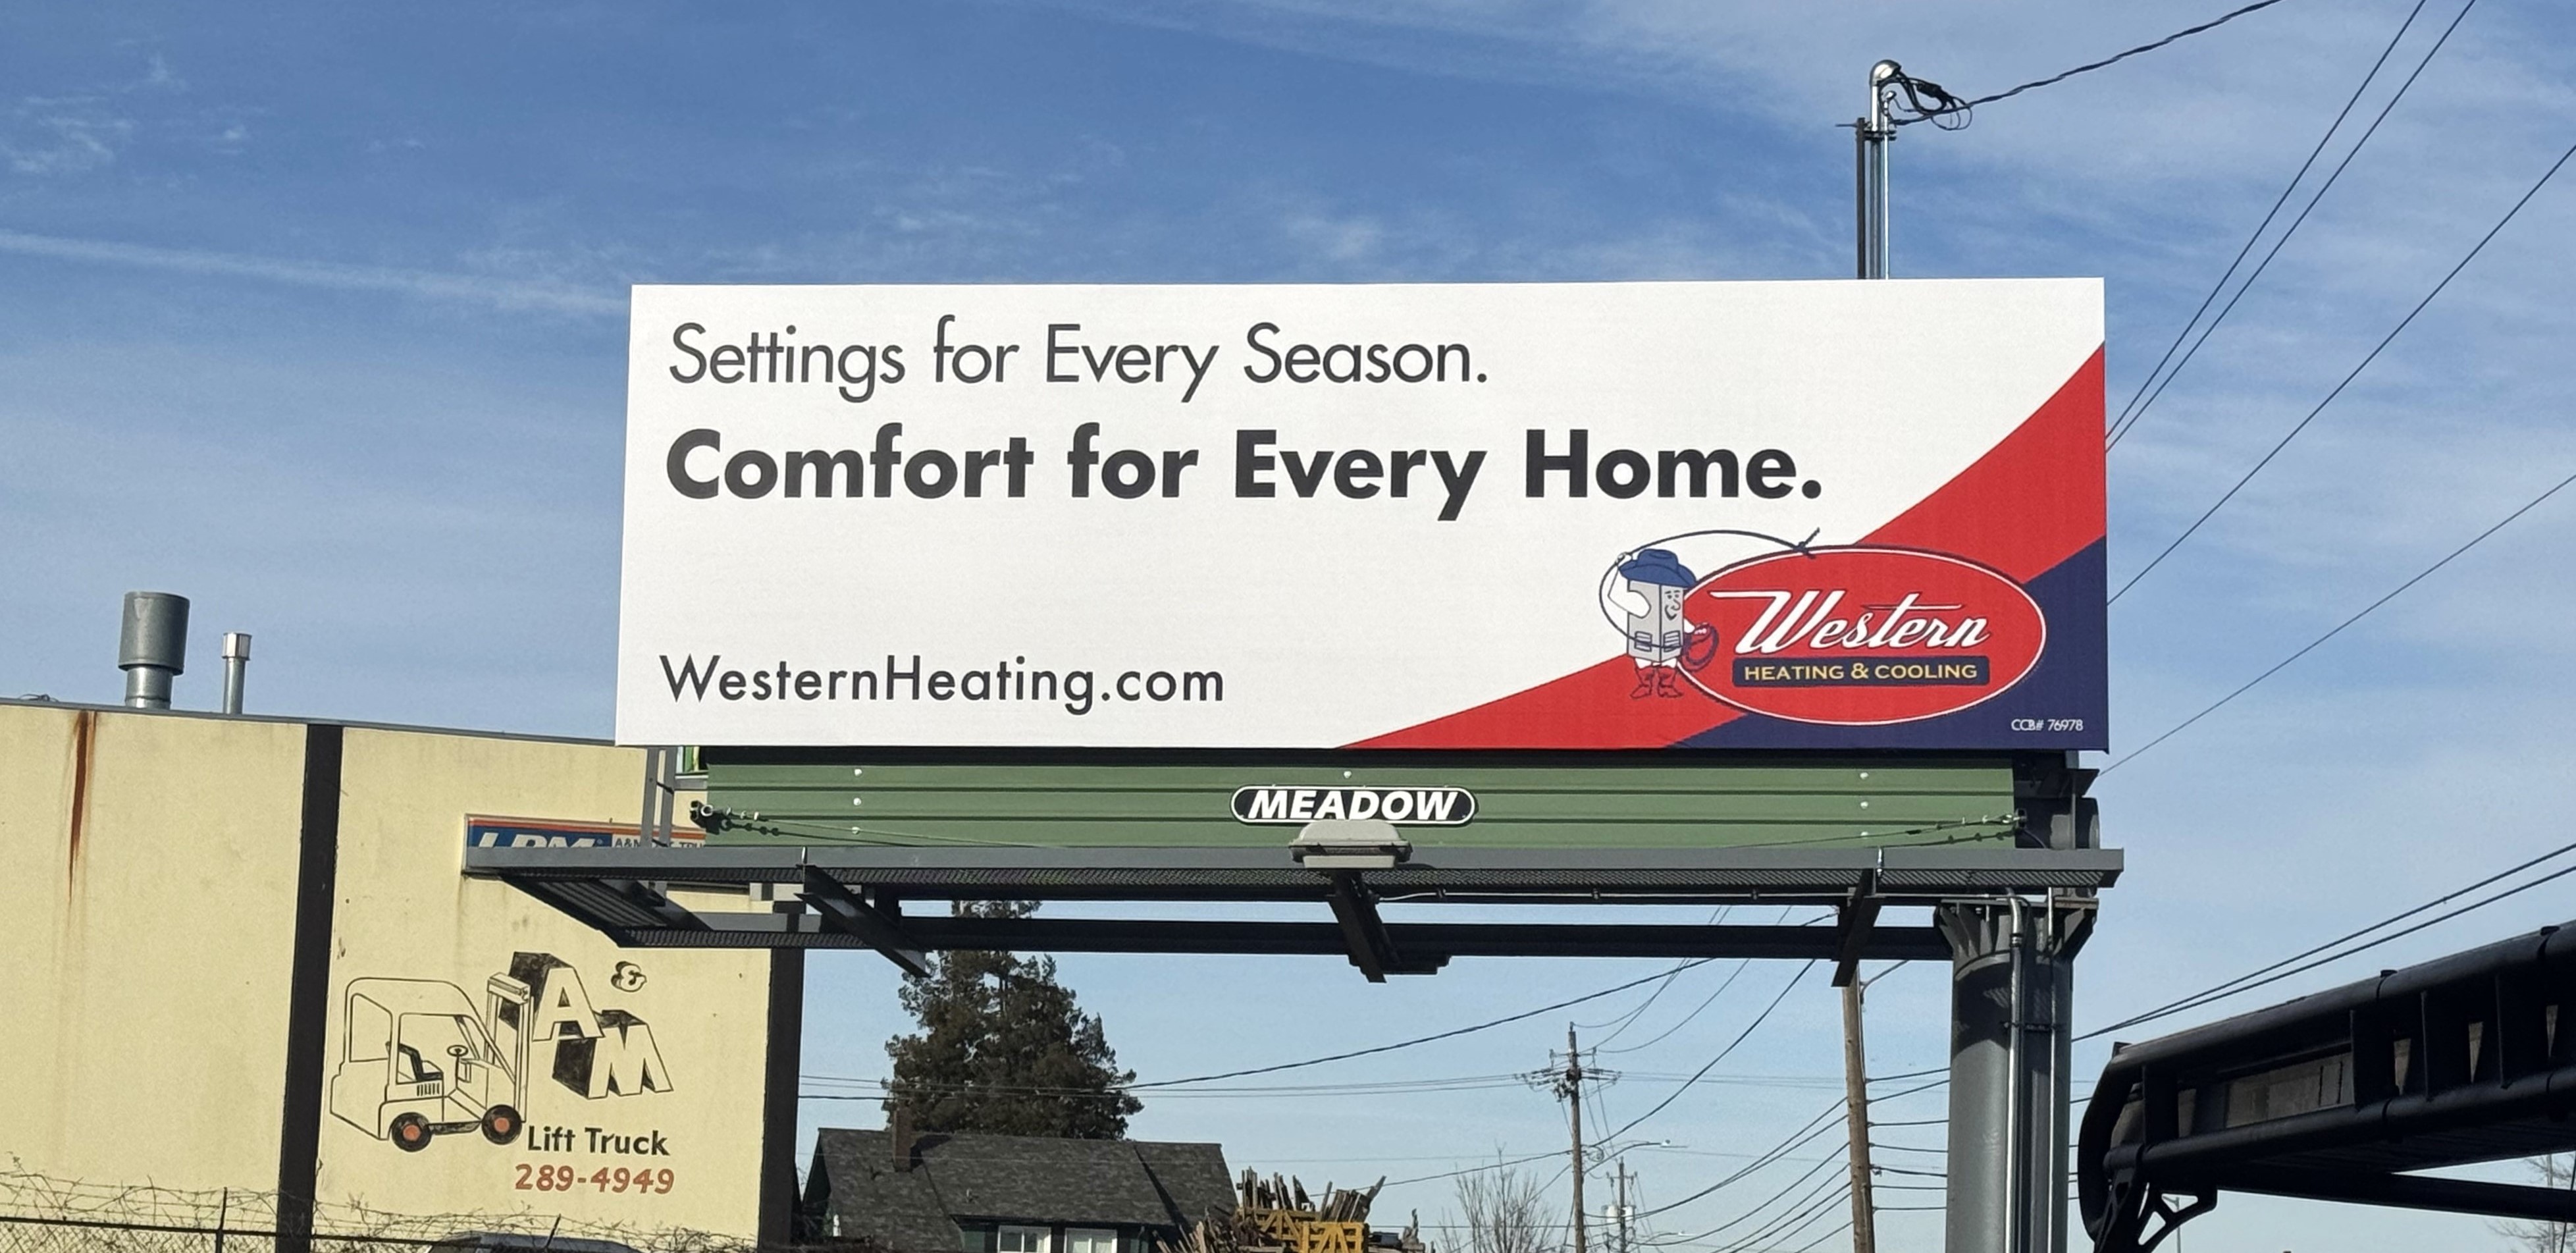 Settings for Every Season.
Comfort for Every Home.
WesternHeating.com
Western
HEATING & COOLING
CCB# 76978
MEADOW
A & M
Lift Truck
289-4949